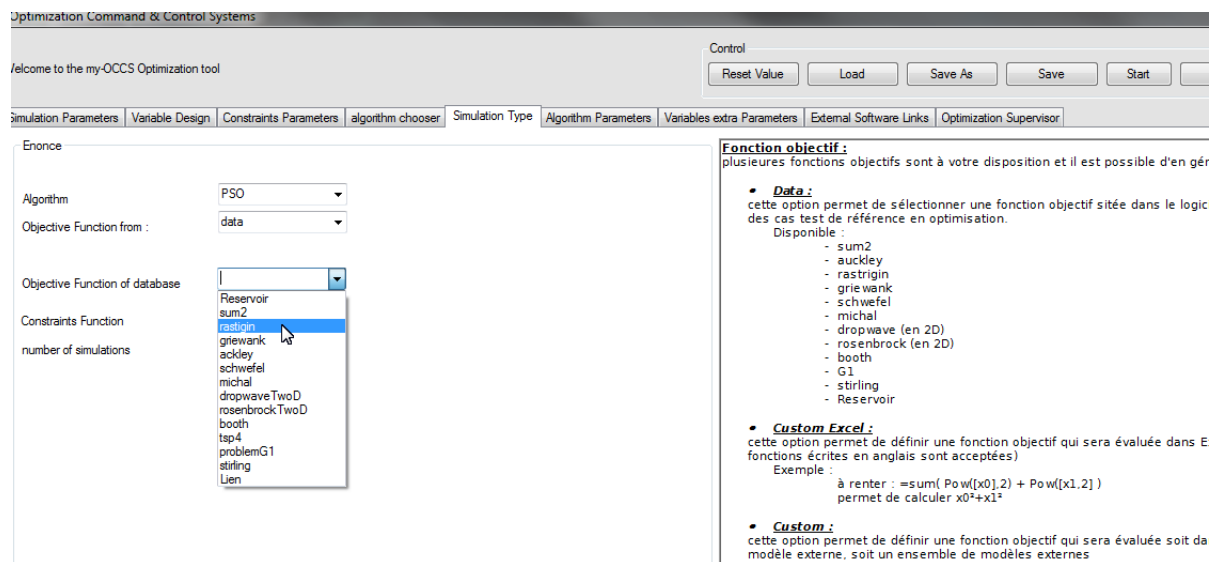 Optimization Command & Control Systems
Welcome to the my-OCCS Optimization tool
Control
Reset Value Load Save As Save Start
Simulation Parameters Variable Design Constraints Parameters algorithm chooser Simulation Type Algorithm Parameters Variables extra Parameters External Software Links Optimization Supervisor
Enonce
Algorithm PSO
Objective Function from : data
Objective Function of database
Constraints Function
number of simulations
Reservoir
sum2
rastigin
griewank
ackley
schwefel
michal
dropwaveTwoD
rosenbrockTwoD
booth
tsp4
problemG1
stirling
Lien
Fonction objectif :
plusieures fonctions objectifs sont à votre disposition et il est possible d'en gér
• Data :
cette option permet de sélectionner une fonction objectif sitée dans le logic
des cas test de référence en optimisation.
Disponible :
- sum2
- auckley
- rastrigin
- griewank
- schwefel
- michal
- dropwave (en 2D)
- rosenbrock (en 2D)
- booth
- G1
- stirling
- Reservoir
• Custom Excel :
cette option permet de définir une fonction objectif qui sera évaluée dans E
fonctions écrites en anglais sont acceptées)
Exemple :
à renter : =sum( Pow([x0],2) + Pow([x1,2] )
permet de calculer x0²+x1²
• Custom :
cette option permet de définir une fonction objectif qui sera évaluée soit da
modèle externe, soit un ensemble de modèles externes